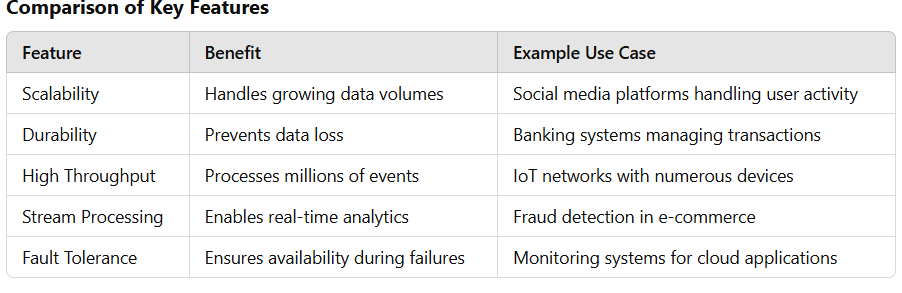 Comparison of Key Features
Feature Benefit Example Use Case
Scalability Handles growing data volumes Social media platforms handling user activity
Durability Prevents data loss Banking systems managing transactions
High Throughput Processes millions of events IoT networks with numerous devices
Stream Processing Enables real-time analytics Fraud detection in e-commerce
Fault Tolerance Ensures availability during failures Monitoring systems for cloud applications